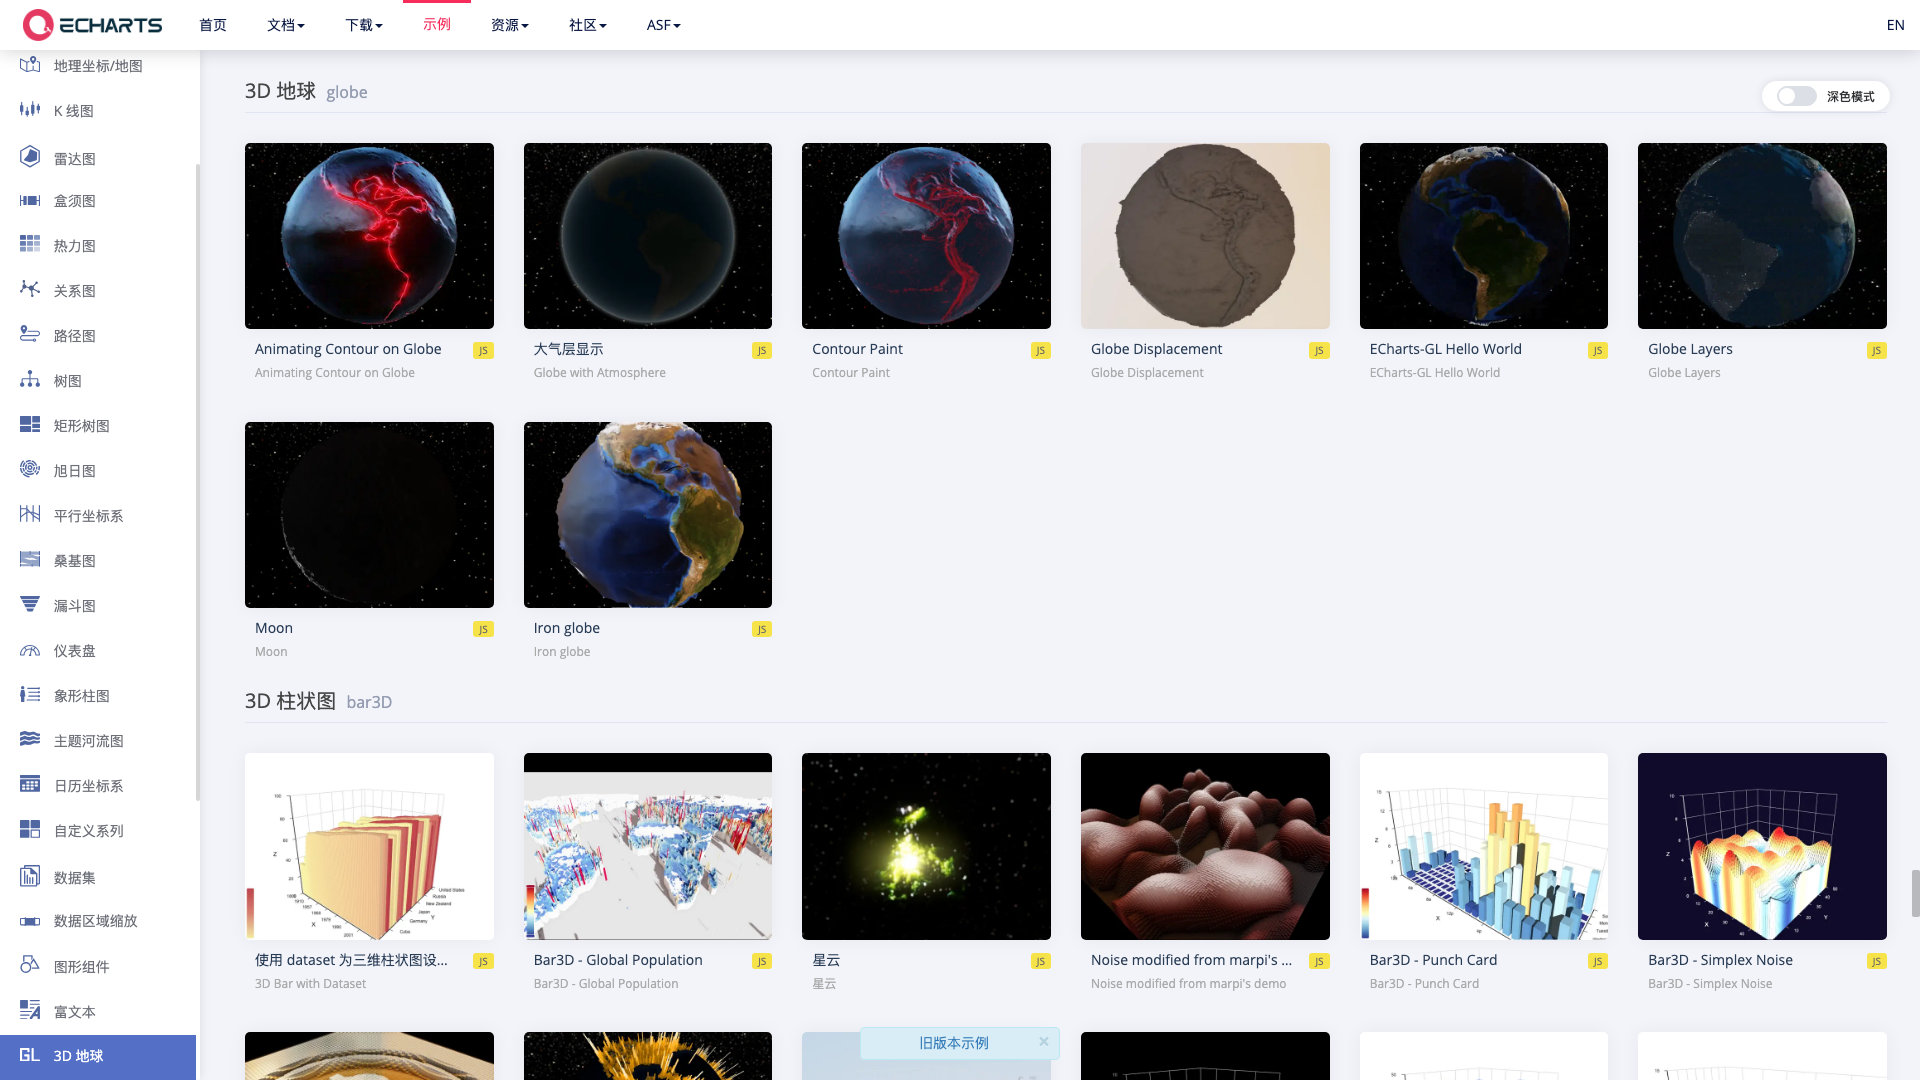 ECHARTS 首页 文档 下载 示例 资源 社区 ASF EN
地理坐标/地图
K 线图
雷达图
盒须图
热力图
关系图
路径图
树图
矩形树图
旭日图
平行坐标系
桑基图
漏斗图
仪表盘
象形柱图
主题河流图
日历坐标系
自定义系列
数据集
数据区域缩放
图形组件
富文本
GL 3D 地球
3D 地球 globe
深色模式
Animating Contour on Globe JS
Animating Contour on Globe
大气层显示 JS
Globe with Atmosphere
Contour Paint JS
Contour Paint
Globe Displacement JS
Globe Displacement
ECharts-GL Hello World JS
ECharts-GL Hello World
Globe Layers JS
Globe Layers
Moon JS
Moon
Iron globe JS
Iron globe
3D 柱状图 bar3D
使用 dataset 为三维柱状图设... JS
3D Bar with Dataset
Bar3D - Global Population JS
Bar3D - Global Population
星云 JS
星云
Noise modified from marpi's ... JS
Noise modified from marpi's demo
Bar3D - Punch Card JS
Bar3D - Punch Card
Bar3D - Simplex Noise JS
Bar3D - Simplex Noise
旧版本示例 ×